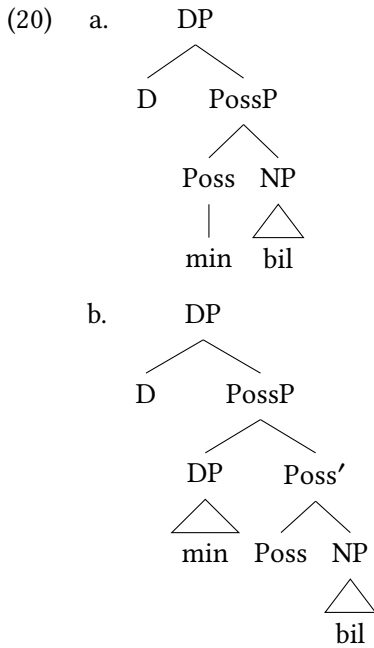 (20) a. DP
D PossP
Poss NP
min bil
b. DP
D PossP
DP Poss′
min Poss NP
bil